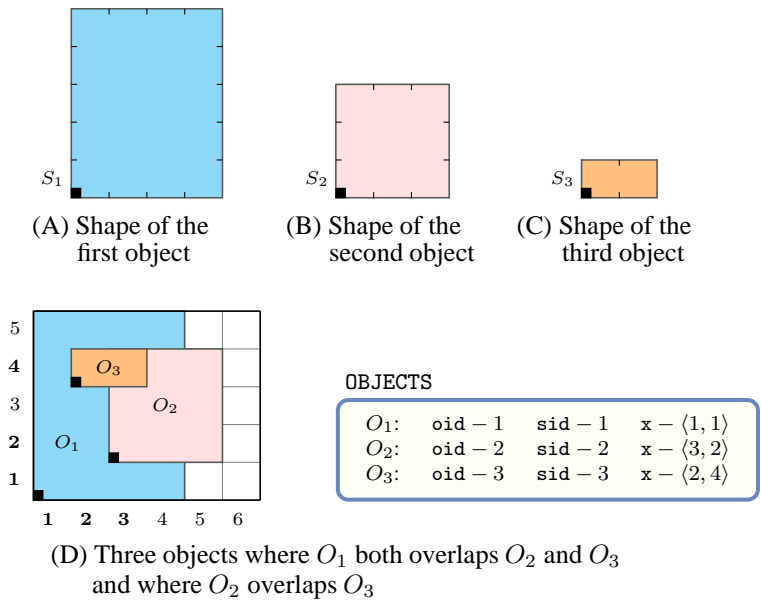 S1
S2
S3
(A) Shape of the
first object
(B) Shape of the
second object
(C) Shape of the
third object
5
4
3
2
1
O3
O2
O1
1 2 3 4 5 6
OBJECTS
O1: oid − 1 sid − 1 x − ⟨1, 1⟩
O2: oid − 2 sid − 2 x − ⟨3, 2⟩
O3: oid − 3 sid − 3 x − ⟨2, 4⟩
(D) Three objects where O1 both overlaps O2 and O3
and where O2 overlaps O3